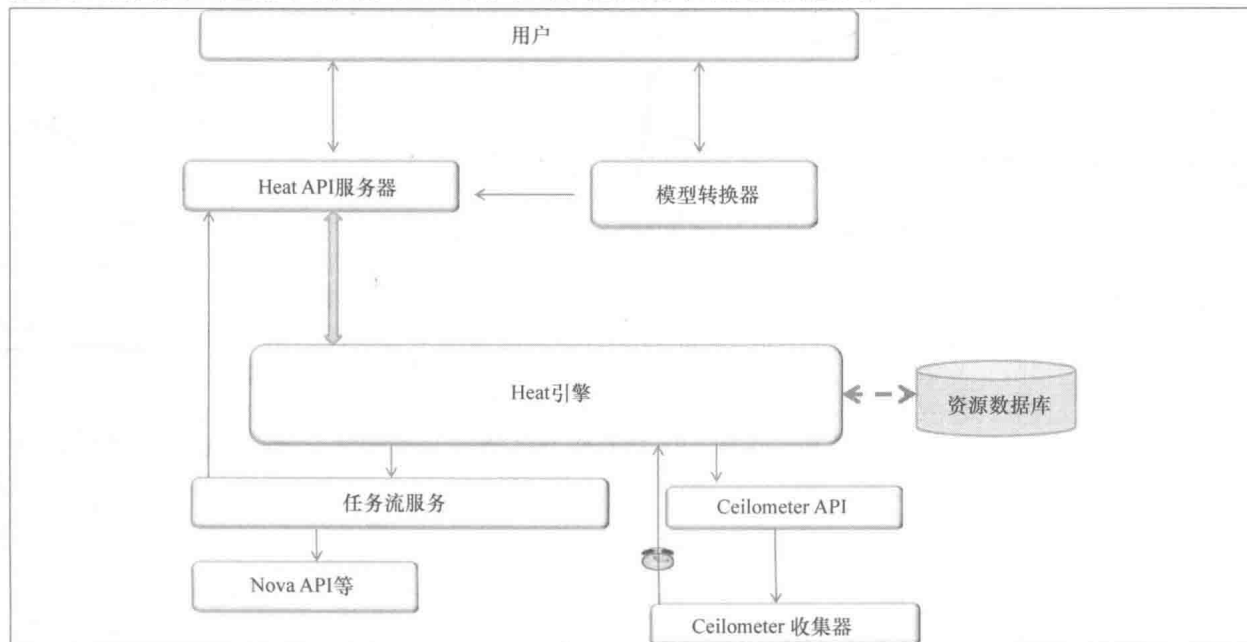 用户
Heat API服务器
模型转换器
Heat引擎
资源数据库
任务流服务
Ceilometer API
Nova API等
Ceilometer 收集器